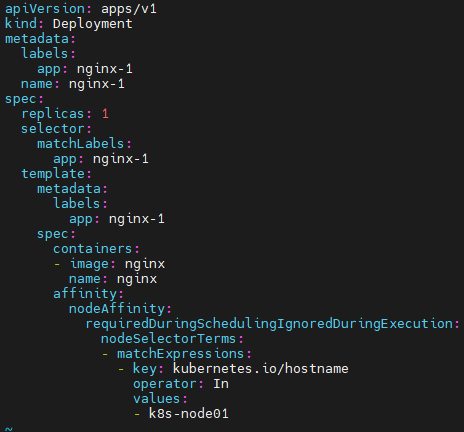 apiVersion: apps/v1
kind: Deployment
metadata:
  labels:
    app: nginx-1
  name: nginx-1
spec:
  replicas: 1
  selector:
    matchLabels:
      app: nginx-1
  template:
    metadata:
      labels:
        app: nginx-1
    spec:
      containers:
      - image: nginx
        name: nginx
      affinity:
        nodeAffinity:
          requiredDuringSchedulingIgnoredDuringExecution:
            nodeSelectorTerms:
            - matchExpressions:
              - key: kubernetes.io/hostname
                operator: In
                values:
                - k8s-node01
~